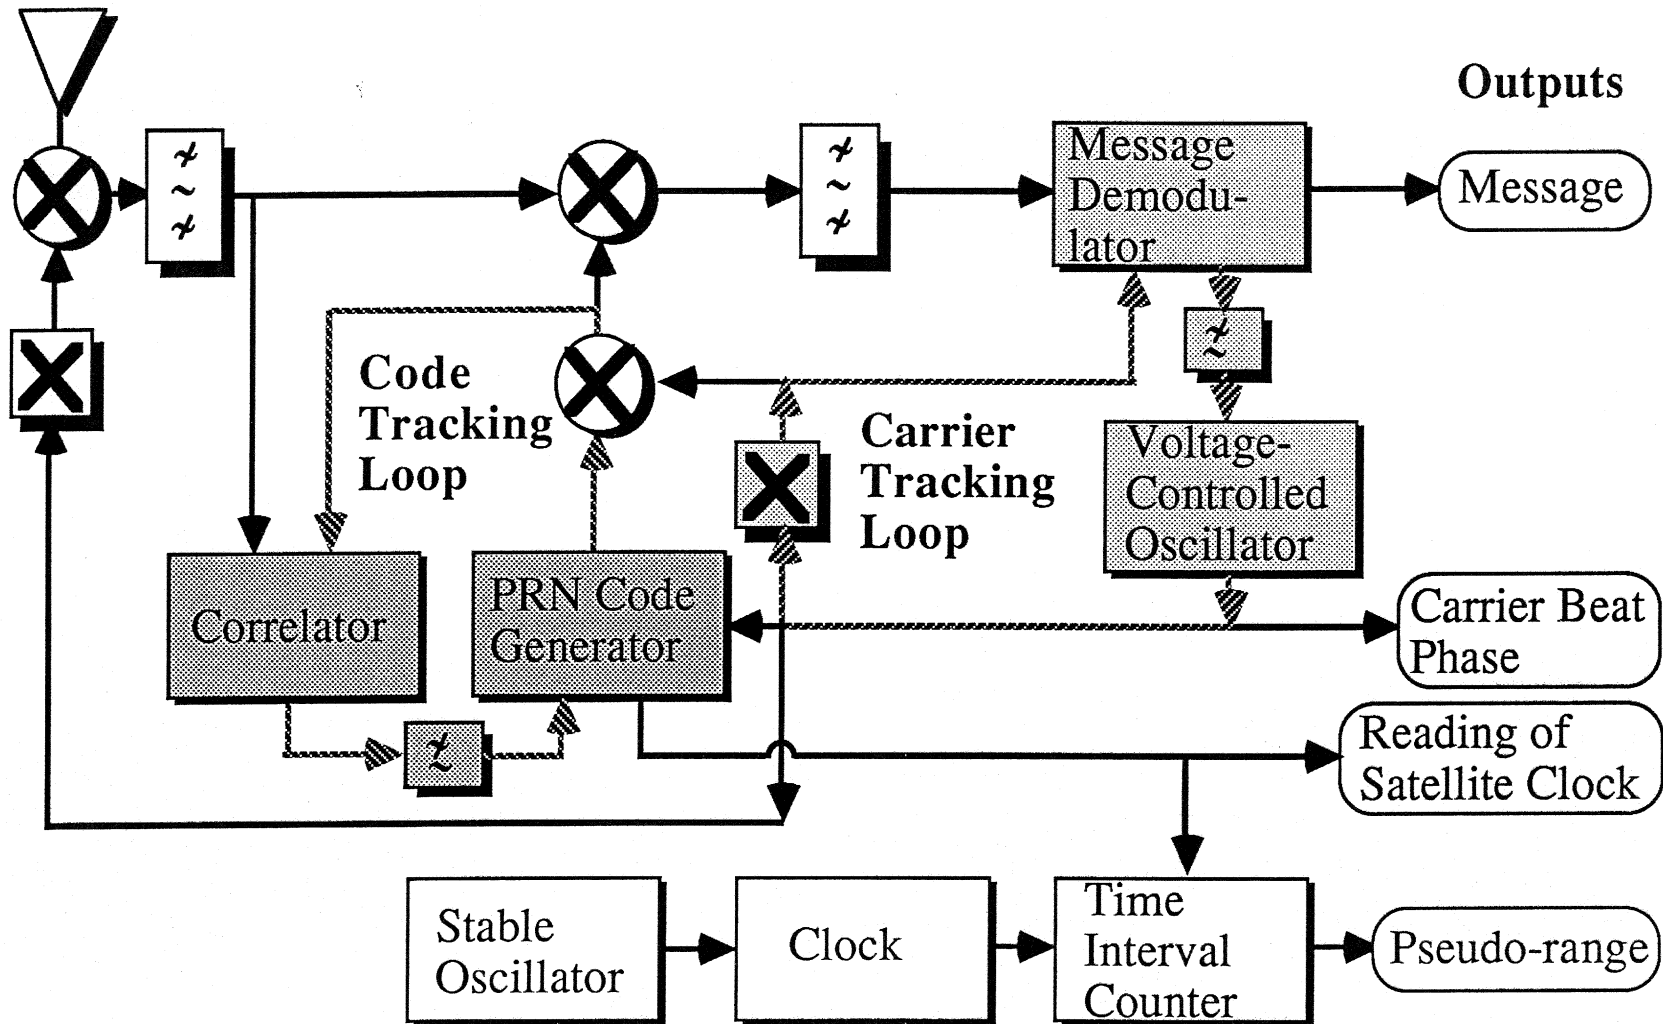 Outputs
Message
Demodu-
lator
Message
Code
Tracking
Loop
Carrier
Tracking
Loop
Voltage-
Controlled
Oscillator
Correlator
PRN Code
Generator
Carrier Beat
Phase
Reading of
Satellite Clock
Stable
Oscillator
Clock
Time
Interval
Counter
Pseudo-range